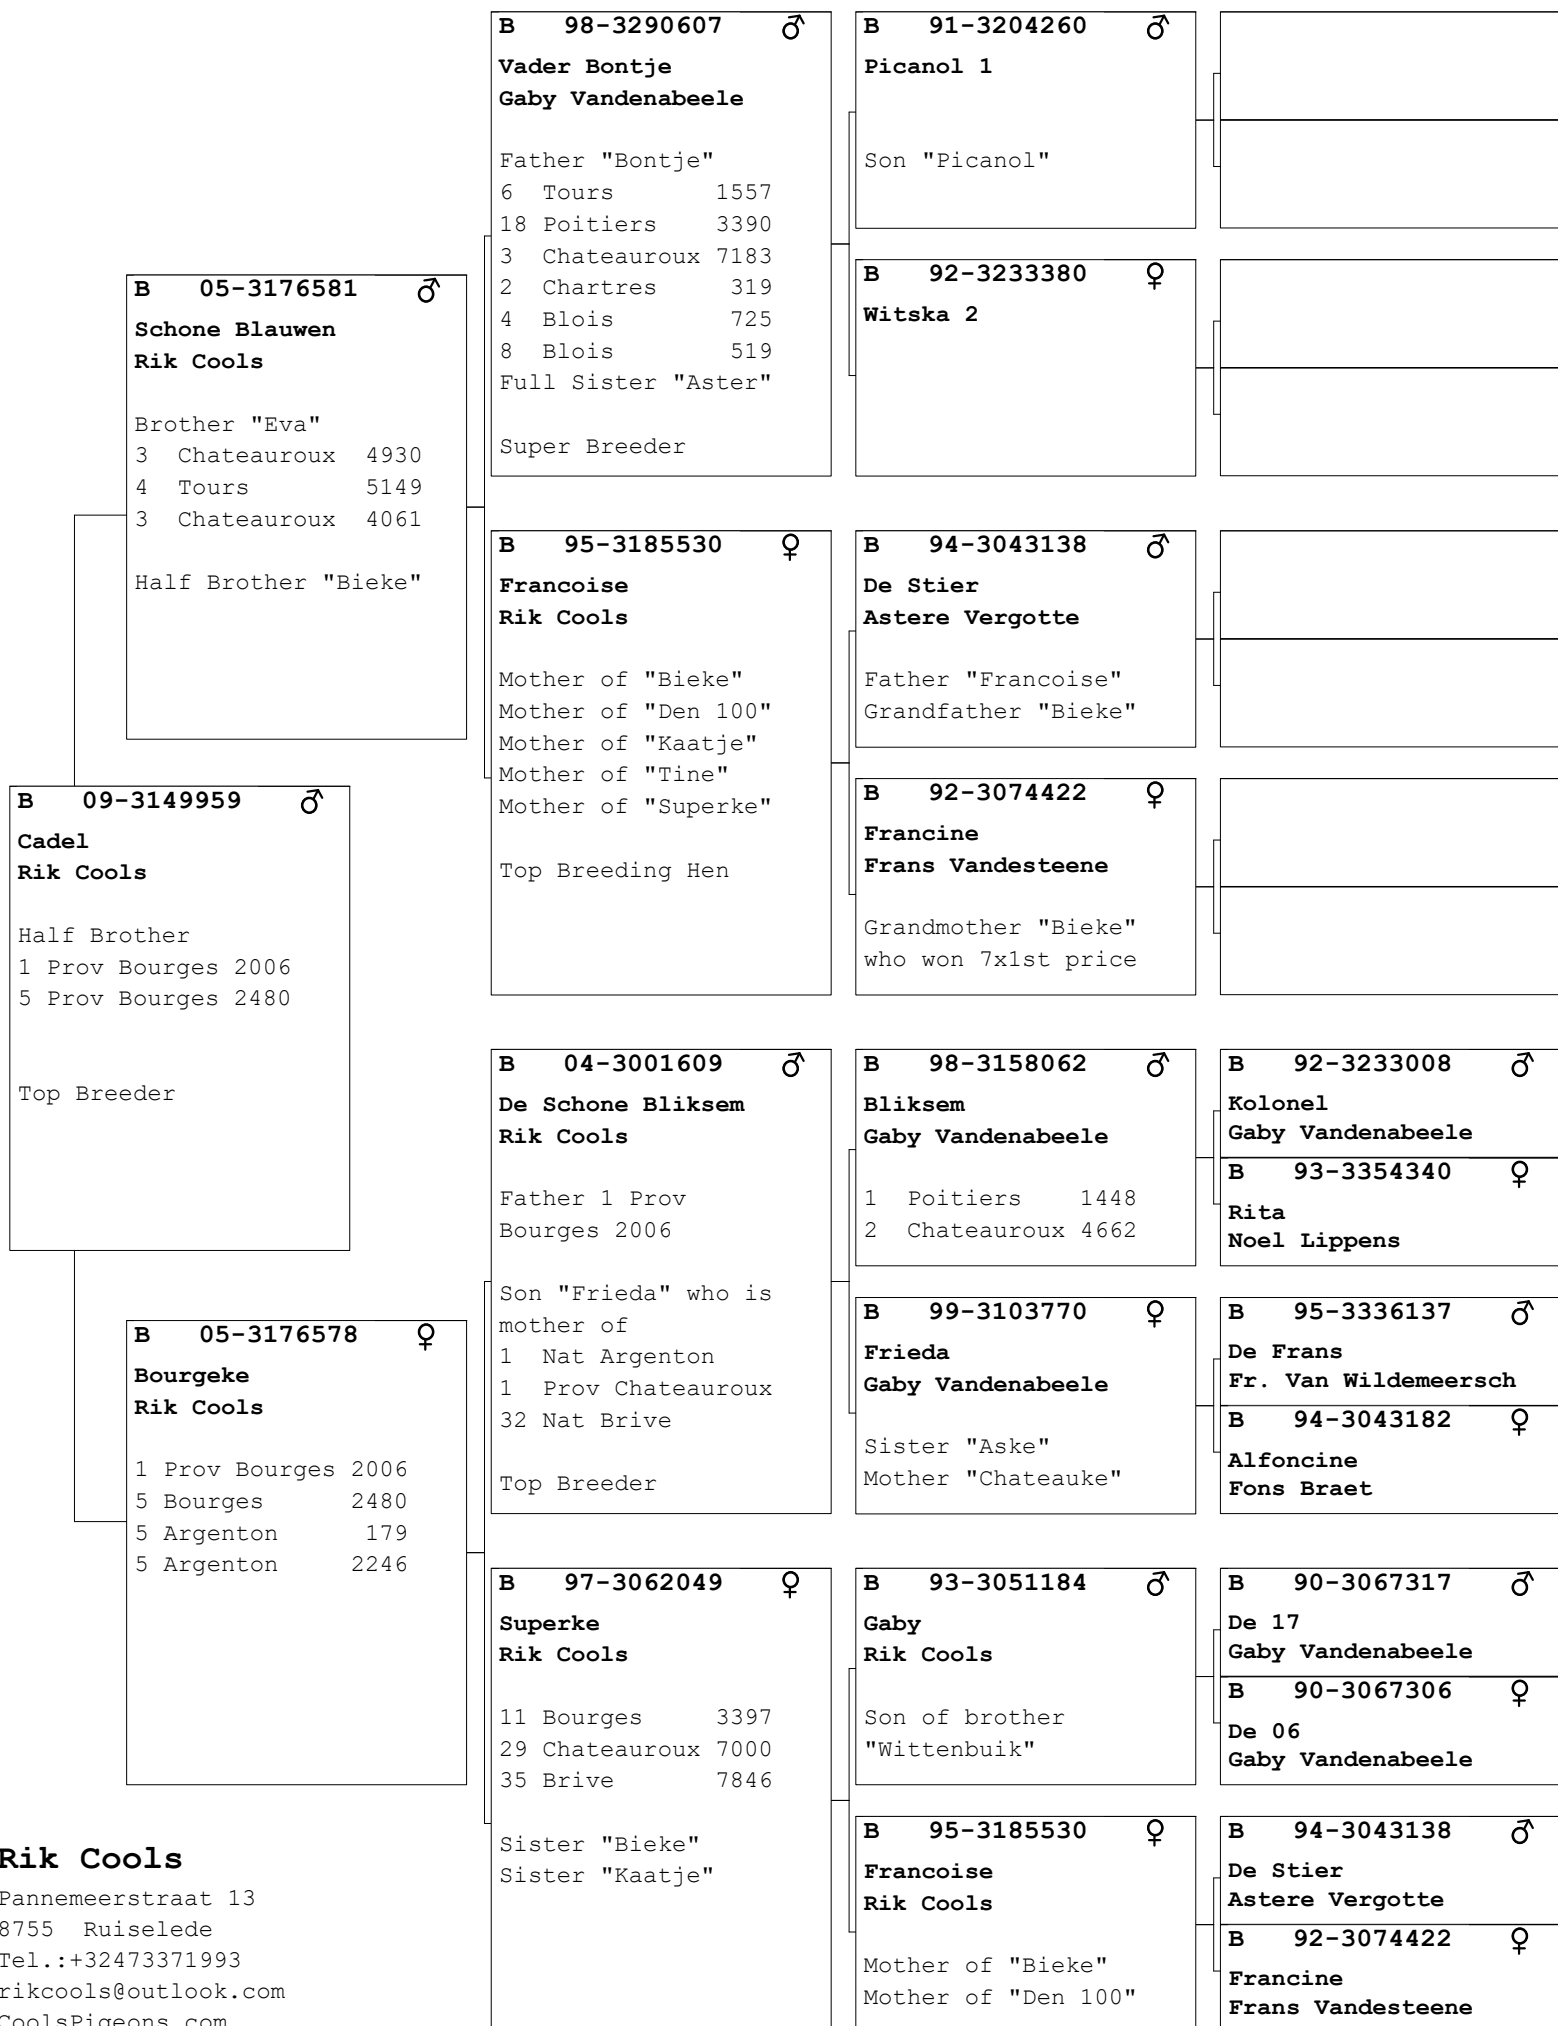 B 09-3149959 ♂
Cadel
Rik Cools
Half Brother
1 Prov Bourges 2006
5 Prov Bourges 2480
Top Breeder
B 05-3176581 ♂
Schone Blauwen
Rik Cools
Brother "Eva"
3 Chateauroux 4930
4 Tours 5149
3 Chateauroux 4061
Half Brother "Bieke"
B 05-3176578 ♀
Bourgeke
Rik Cools
1 Prov Bourges 2006
5 Bourges 2480
5 Argenton 179
5 Argenton 2246
B 98-3290607 ♂
Vader Bontje
Gaby Vandenabeele
Father "Bontje"
6 Tours 1557
18 Poitiers 3390
3 Chateauroux 7183
2 Chartres 319
4 Blois 725
8 Blois 519
Full Sister "Aster"
Super Breeder
B 95-3185530 ♀
Francoise
Rik Cools
Mother of "Bieke"
Mother of "Den 100"
Mother of "Kaatje"
Mother of "Tine"
Mother of "Superke"
Top Breeding Hen
B 04-3001609 ♂
De Schone Bliksem
Rik Cools
Father 1 Prov
Bourges 2006
Son "Frieda" who is
mother of
1 Nat Argenton
1 Prov Chateauroux
32 Nat Brive
Top Breeder
B 97-3062049 ♀
Superke
Rik Cools
11 Bourges 3397
29 Chateauroux 7000
35 Brive 7846
Sister "Bieke"
Sister "Kaatje"
B 91-3204260 ♂
Picanol 1
Son "Picanol"
B 92-3233380 ♀
Witska 2
B 94-3043138 ♂
De Stier
Astere Vergotte
Father "Francoise"
Grandfather "Bieke"
B 92-3074422 ♀
Francine
Frans Vandesteene
Grandmother "Bieke"
who won 7x1st price
B 98-3158062 ♂
Bliksem
Gaby Vandenabeele
1 Poitiers 1448
2 Chateauroux 4662
B 99-3103770 ♀
Frieda
Gaby Vandenabeele
Sister "Aske"
Mother "Chateauke"
B 93-3051184 ♂
Gaby
Rik Cools
Son of brother
"Wittenbuik"
B 95-3185530 ♀
Francoise
Rik Cools
Mother of "Bieke"
Mother of "Den 100"
B 92-3233008 ♂
Kolonel
Gaby Vandenabeele
B 93-3354340 ♀
Rita
Noel Lippens
B 95-3336137 ♂
De Frans
Fr. Van Wildemeersch
B 94-3043182 ♀
Alfoncine
Fons Braet
B 90-3067317 ♂
De 17
Gaby Vandenabeele
B 90-3067306 ♀
De 06
Gaby Vandenabeele
B 94-3043138 ♂
De Stier
Astere Vergotte
B 92-3074422 ♀
Francine
Frans Vandesteene
Rik Cools
Pannemeerstraat 13
8755 Ruiselede
Tel.:+32473371993
rikcools@outlook.com
CoolsPigeons.com